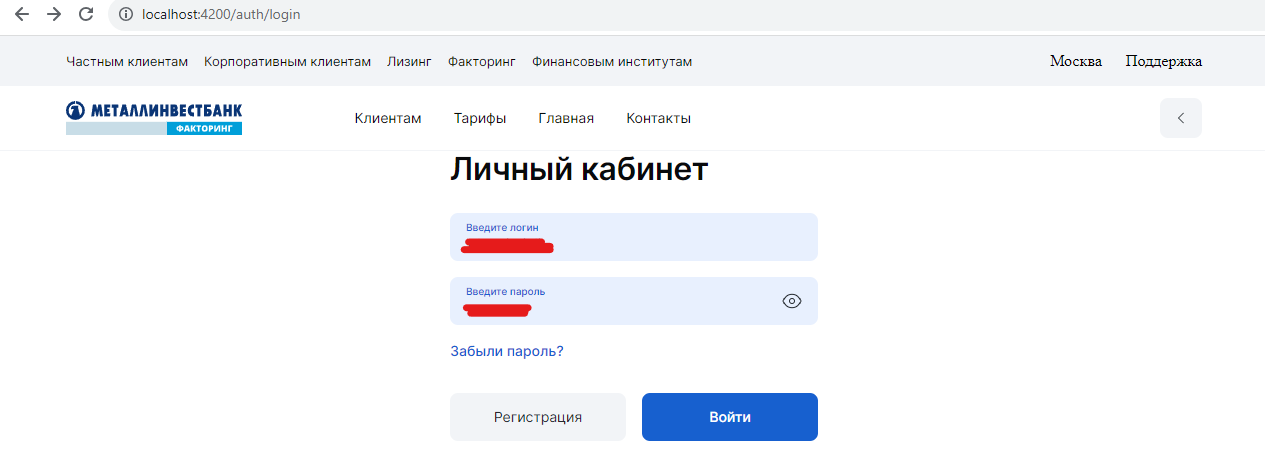 localhost:4200/auth/login
Частным клиентам Корпоративным клиентам Лизинг Факторинг Финансовым институтам Москва Поддержка
МЕТАЛЛИНВЕСТБАНК
ФАКТОРИНГ
Клиентам Тарифы Главная Контакты
Личный кабинет
Введите логин
Введите пароль
Забыли пароль?
Регистрация Войти